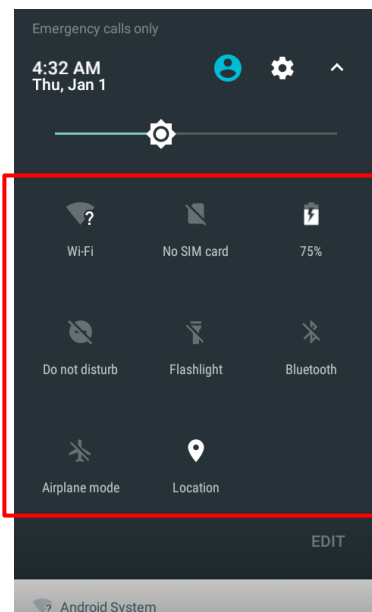 Emergency calls only
4:32 AM
Thu, Jan 1
?
Wi-Fi No SIM card 75%
Do not disturb Flashlight Bluetooth
Airplane mode Location
EDIT
? Android System